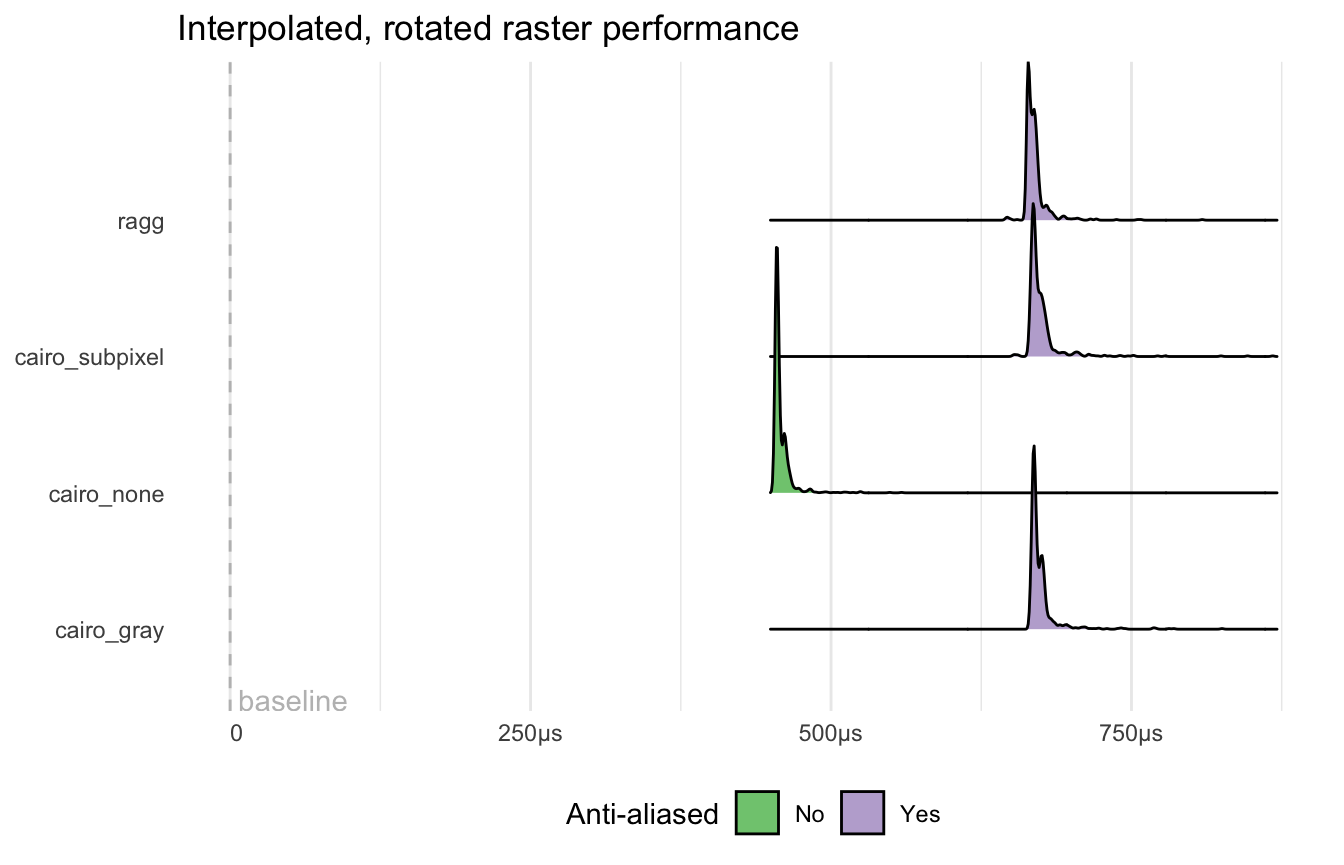 Interpolated, rotated raster performance
ragg
cairo_subpixel
cairo_none
cairo_gray
baseline
0 250µs 500µs 750µs
Anti-aliased No Yes